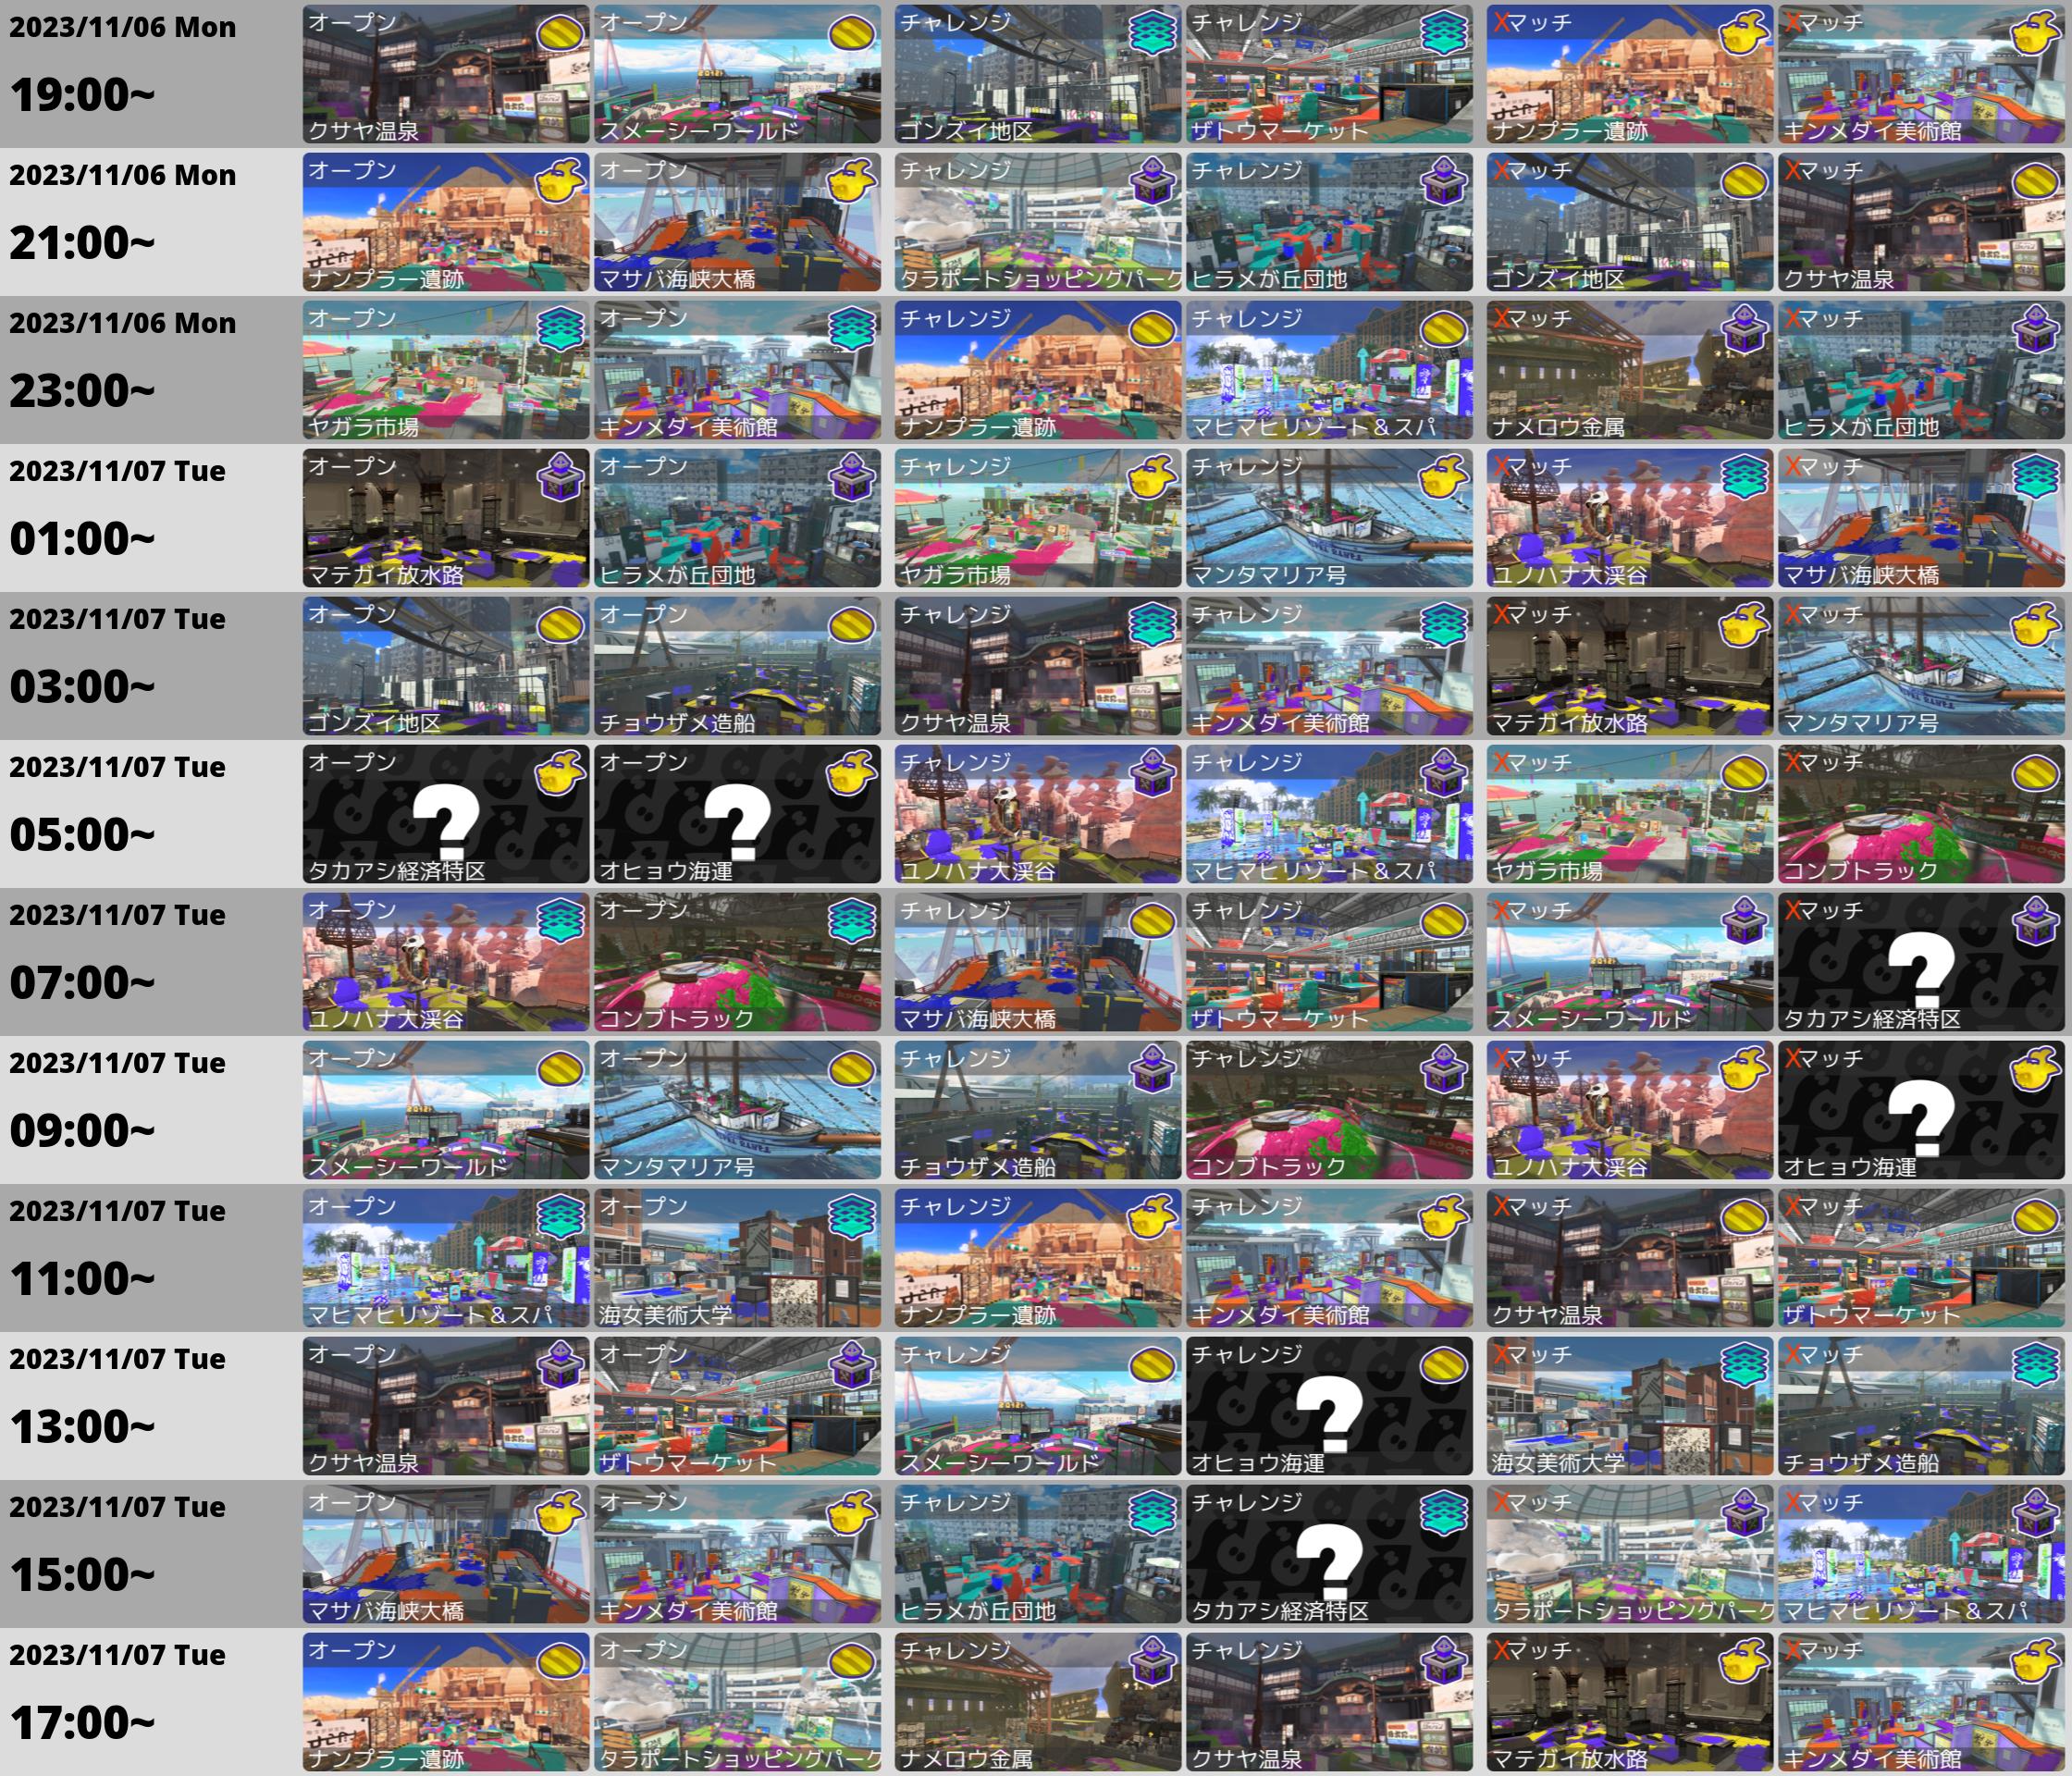 2023/11/06 Mon
19:00~
オープン オープン チャレンジ チャレンジ Xマッチ Xマッチ
クサヤ温泉 スメーシーワールド ゴンズイ地区 ザトウマーケット ナンプラー遺跡 キンメダイ美術館
2023/11/06 Mon
21:00~
オープン オープン チャレンジ チャレンジ Xマッチ Xマッチ
ナンプラー遺跡 マサバ海峡大橋 タラポートショッピングパーク ヒラメが丘団地 ゴンズイ地区 クサヤ温泉
2023/11/06 Mon
23:00~
オープン オープン チャレンジ チャレンジ Xマッチ Xマッチ
ヤガラ市場 キンメダイ美術館 ナンプラー遺跡 マヒマヒリゾート＆スパ ナメロウ金属 ヒラメが丘団地
2023/11/07 Tue
01:00~
オープン オープン チャレンジ チャレンジ Xマッチ Xマッチ
マテガイ放水路 ヒラメが丘団地 ヤガラ市場 マンタマリア号 ユノハナ大渓谷 マサバ海峡大橋
2023/11/07 Tue
03:00~
オープン オープン チャレンジ チャレンジ Xマッチ Xマッチ
ゴンズイ地区 チョウザメ造船 クサヤ温泉 キンメダイ美術館 マテガイ放水路 マンタマリア号
2023/11/07 Tue
05:00~
オープン オープン チャレンジ チャレンジ Xマッチ Xマッチ
? ?
タカアシ経済特区 オヒョウ海運 ユノハナ大渓谷 マヒマヒリゾート＆スパ ヤガラ市場 コンブトラック
2023/11/07 Tue
07:00~
オープン オープン チャレンジ チャレンジ Xマッチ Xマッチ
?
ユノハナ大渓谷 コンブトラック マサバ海峡大橋 ザトウマーケット スメーシーワールド タカアシ経済特区
2023/11/07 Tue
09:00~
オープン オープン チャレンジ チャレンジ Xマッチ Xマッチ
?
スメーシーワールド マンタマリア号 チョウザメ造船 コンブトラック ユノハナ大渓谷 オヒョウ海運
2023/11/07 Tue
11:00~
オープン オープン チャレンジ チャレンジ Xマッチ Xマッチ
マヒマヒリゾート＆スパ 海女美術大学 ナンプラー遺跡 キンメダイ美術館 クサヤ温泉 ザトウマーケット
2023/11/07 Tue
13:00~
オープン オープン チャレンジ チャレンジ Xマッチ Xマッチ
?
クサヤ温泉 ザトウマーケット スメーシーワールド オヒョウ海運 海女美術大学 チョウザメ造船
2023/11/07 Tue
15:00~
オープン オープン チャレンジ チャレンジ Xマッチ Xマッチ
?
マサバ海峡大橋 キンメダイ美術館 ヒラメが丘団地 タカアシ経済特区 タラポートショッピングパーク マヒマヒリゾート＆スパ
2023/11/07 Tue
17:00~
オープン オープン チャレンジ チャレンジ Xマッチ Xマッチ
ナンプラー遺跡 タラポートショッピングパーク ナメロウ金属 クサヤ温泉 マテガイ放水路 キンメダイ美術館